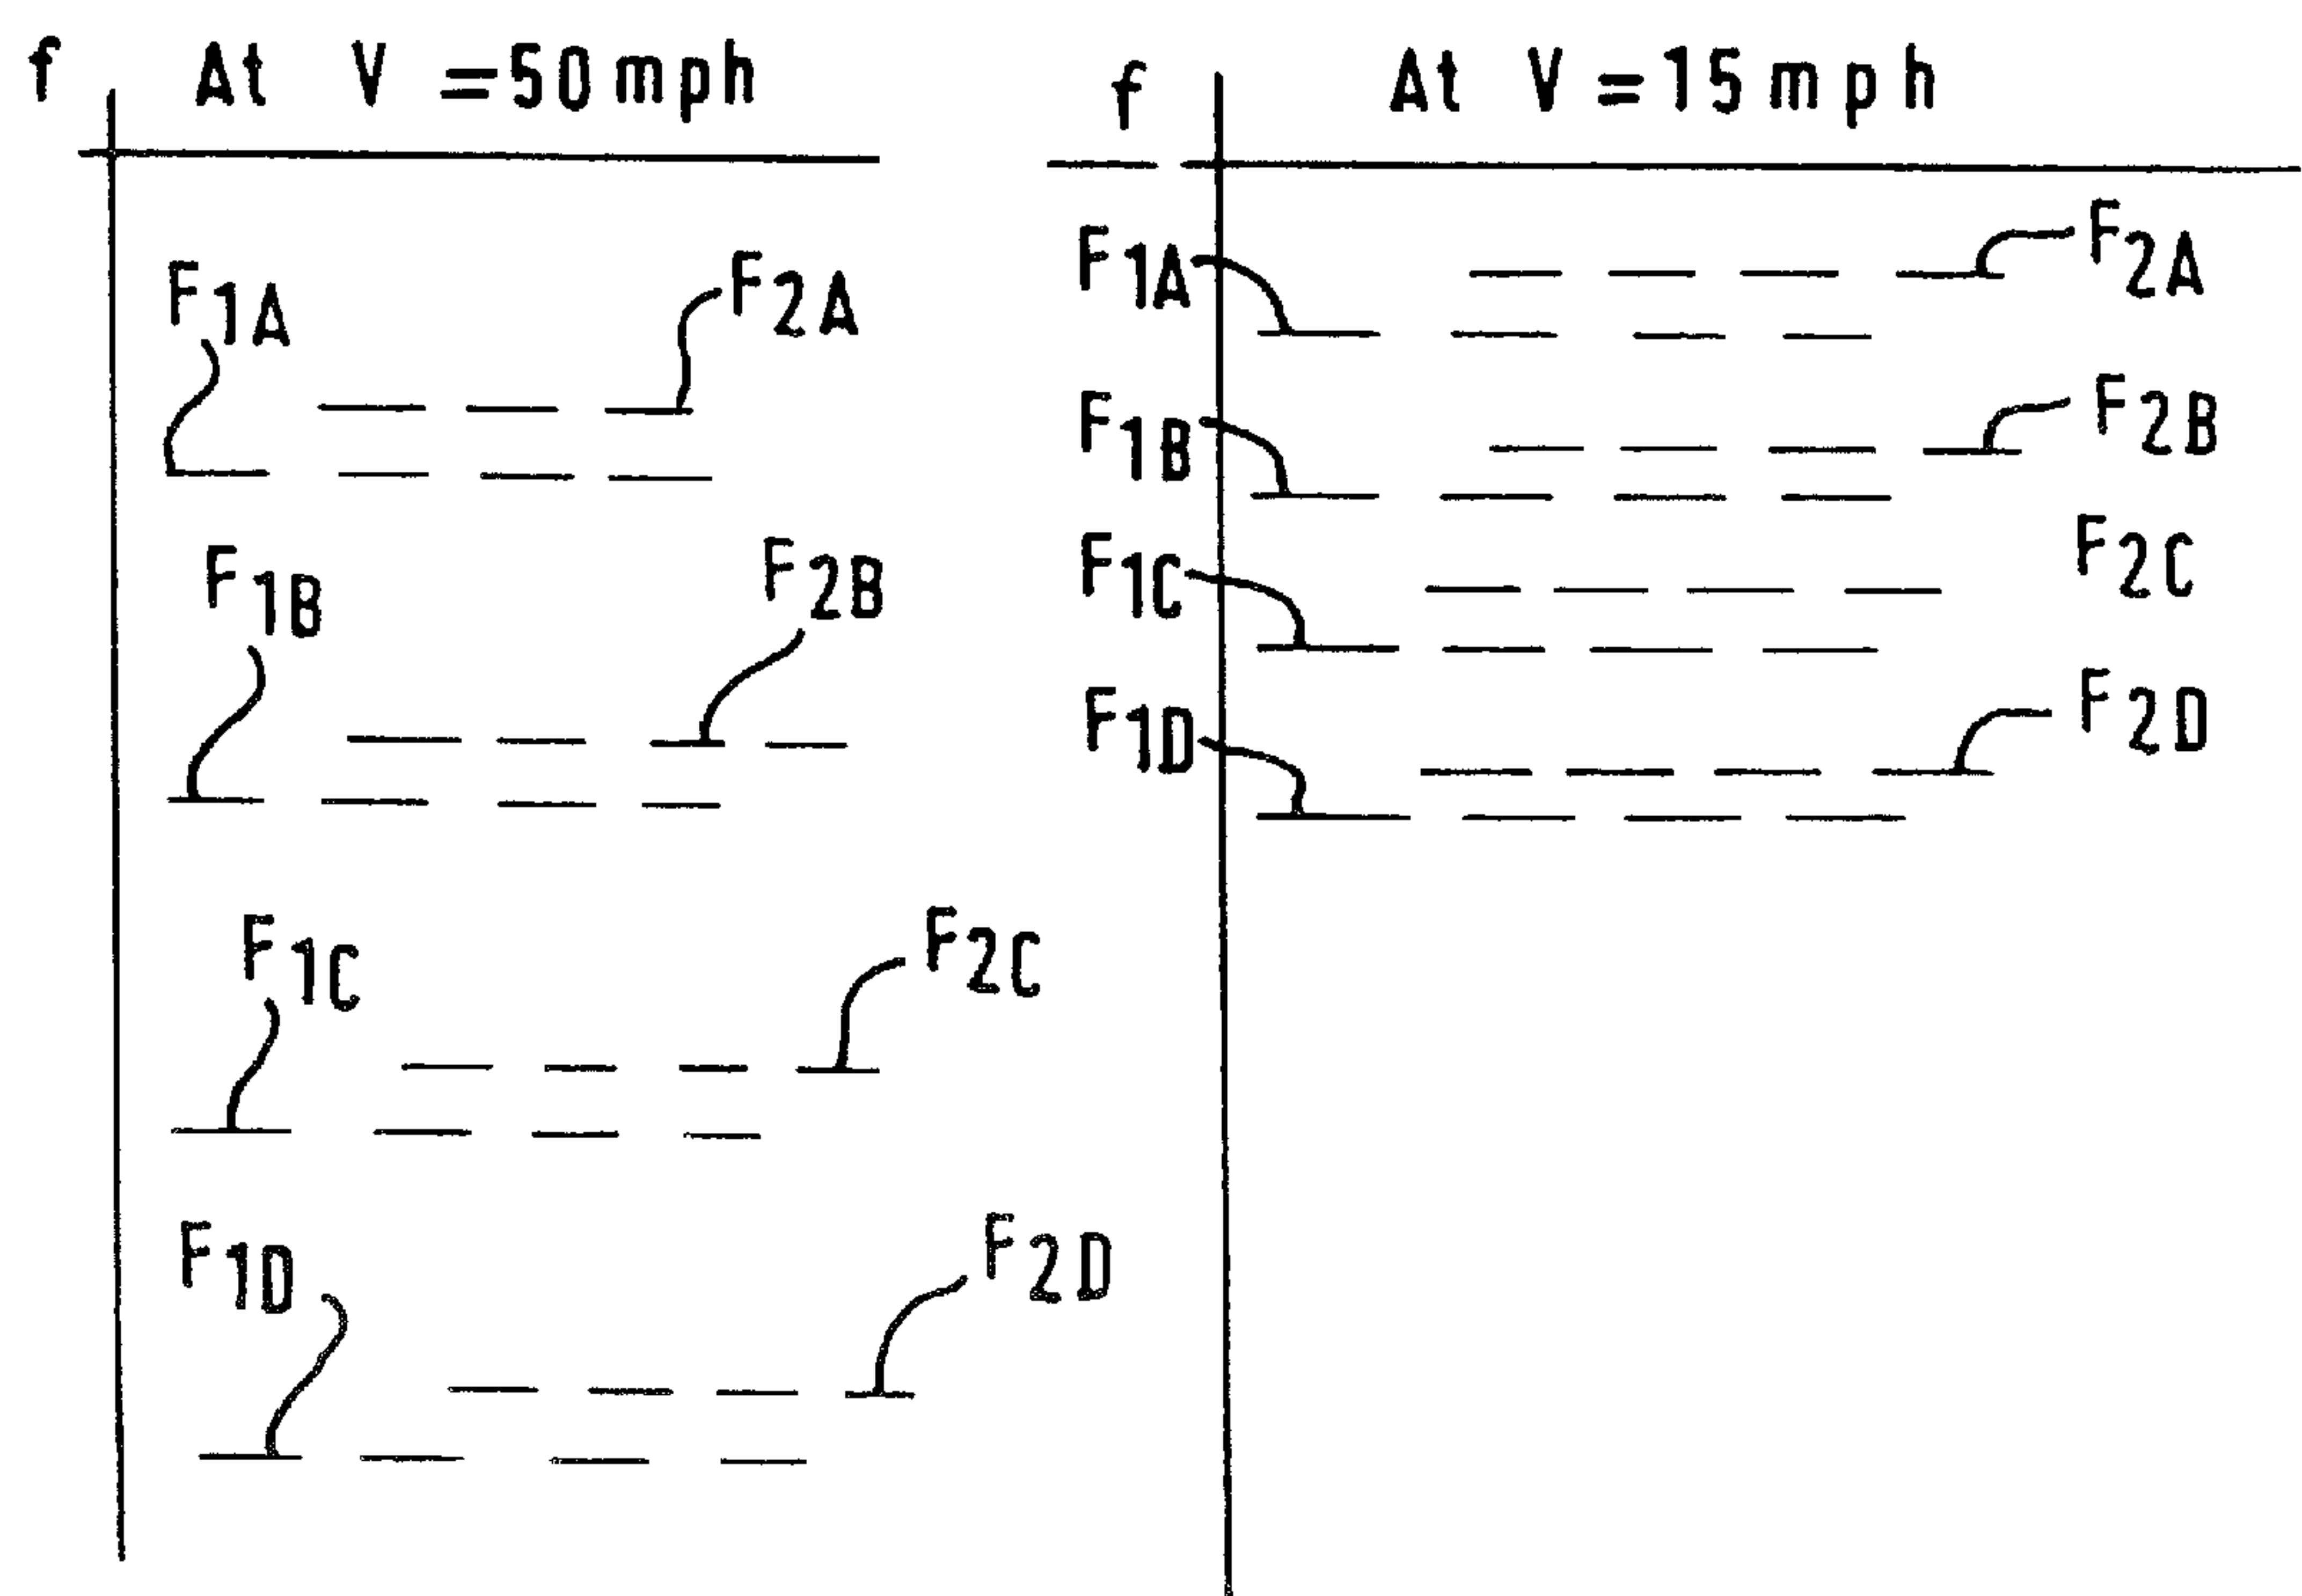 f At V =50 mph
F1A F2A
F1B F2B
F1C F2C
F1D F2D
f At V =15 mph
F1A F2A
F1B F2B
F1C F2C
F1D F2D